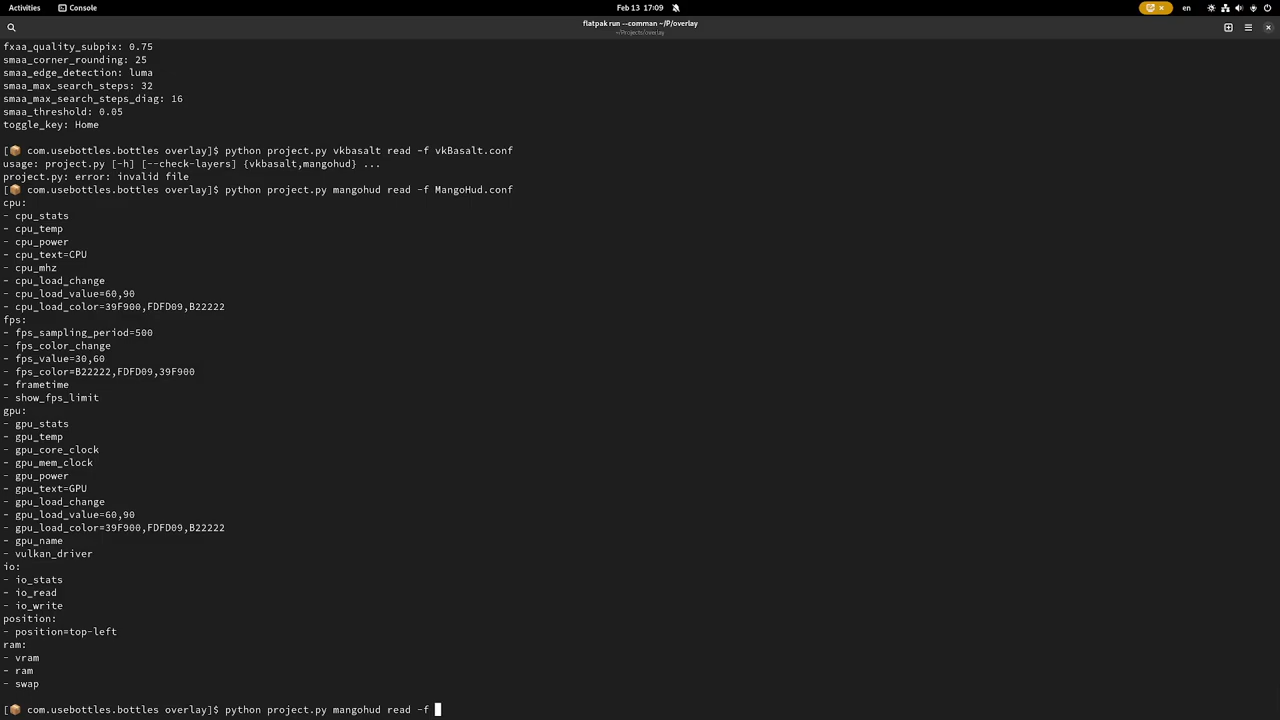 Activities
Console
Feb 13 17:09
en
flatpak run --comman ~/P/overlay
~/Projects/overlay
fxaa_quality_subpix: 0.75
smaa_corner_rounding: 25
smaa_edge_detection: luma
smaa_max_search_steps: 32
smaa_max_search_steps_diag: 16
smaa_threshold: 0.05
toggle_key: Home
[📦 com.usebottles.bottles overlay]$ python project.py vkbasalt read -f vkBasalt.conf
usage: project.py [-h] [--check-layers] {vkbasalt,mangohud} ...
project.py: error: invalid file
[📦 com.usebottles.bottles overlay]$ python project.py mangohud read -f MangoHud.conf
cpu:
- cpu_stats
- cpu_temp
- cpu_power
- cpu_text=CPU
- cpu_mhz
- cpu_load_change
- cpu_load_value=60,90
- cpu_load_color=39F900,FDFD09,B22222
fps:
- fps_sampling_period=500
- fps_color_change
- fps_value=30,60
- fps_color=B22222,FDFD09,39F900
- frametime
- show_fps_limit
gpu:
- gpu_stats
- gpu_temp
- gpu_core_clock
- gpu_mem_clock
- gpu_power
- gpu_text=GPU
- gpu_load_change
- gpu_load_value=60,90
- gpu_load_color=39F900,FDFD09,B22222
- gpu_name
- vulkan_driver
io:
- io_stats
- io_read
- io_write
position:
- position=top-left
ram:
- vram
- ram
- swap
[📦 com.usebottles.bottles overlay]$ python project.py mangohud read -f